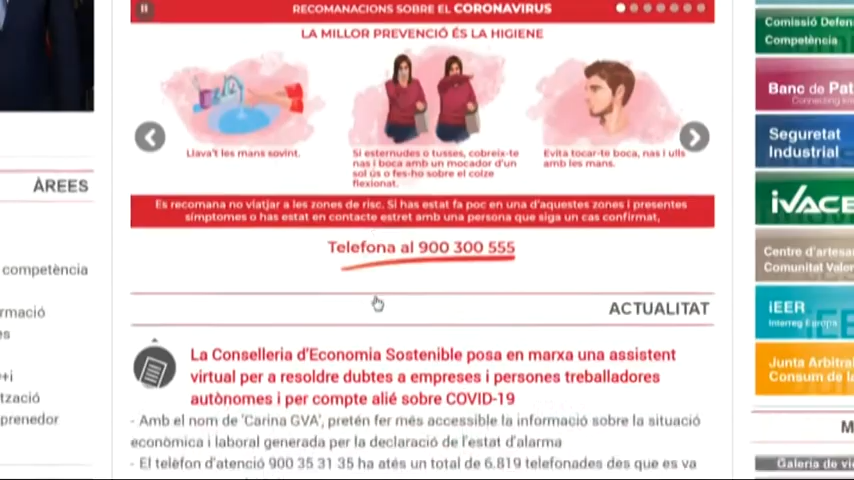 RECOMANACIONS SOBRE EL CORONAVIRUS
LA MILLOR PREVENCIÓ ÉS LA HIGIENE
Llava't les mans sovint.
Si esternudes o tusses, cobreix-te
nas i boca amb un mocador d'un
sol ús o fes-ho sobre el colze
flexionat.
Evita tocar-te boca, nas i ulls
amb les mans.
Es recomana no viatjar a les zones de risc. Si has estat fa poc en una d'aquestes zones i presentes
símptomes o has estat en contacte estret amb una persona que siga un cas confirmat,
Telefona al 900 300 555
ACTUALITAT
La Conselleria d'Economia Sostenible posa en marxa una assistent
virtual per a resoldre dubtes a empreses i persones treballadores
autònomes i per compte alié sobre COVID-19
- Amb el nom de 'Carina GVA', pretén fer més accessible la informació sobre la situació
econòmica i laboral generada per la declaració de l'estat d'alarma
- El telèfon d'atenció 900 35 31 35 ha atés un total de 6.819 telefonades des que es va
ÀREES
competència
rmació
es
+i
tzació
prenedor
Comissió Defen
Competència
Banc de Pat
Connecting
Seguretat
Industrial
iVACE
Centre d'artesa
Comunitat Valen
iEER
Interreg Europa
Junta Arbitral
Consum de la
M
Galeria de vi